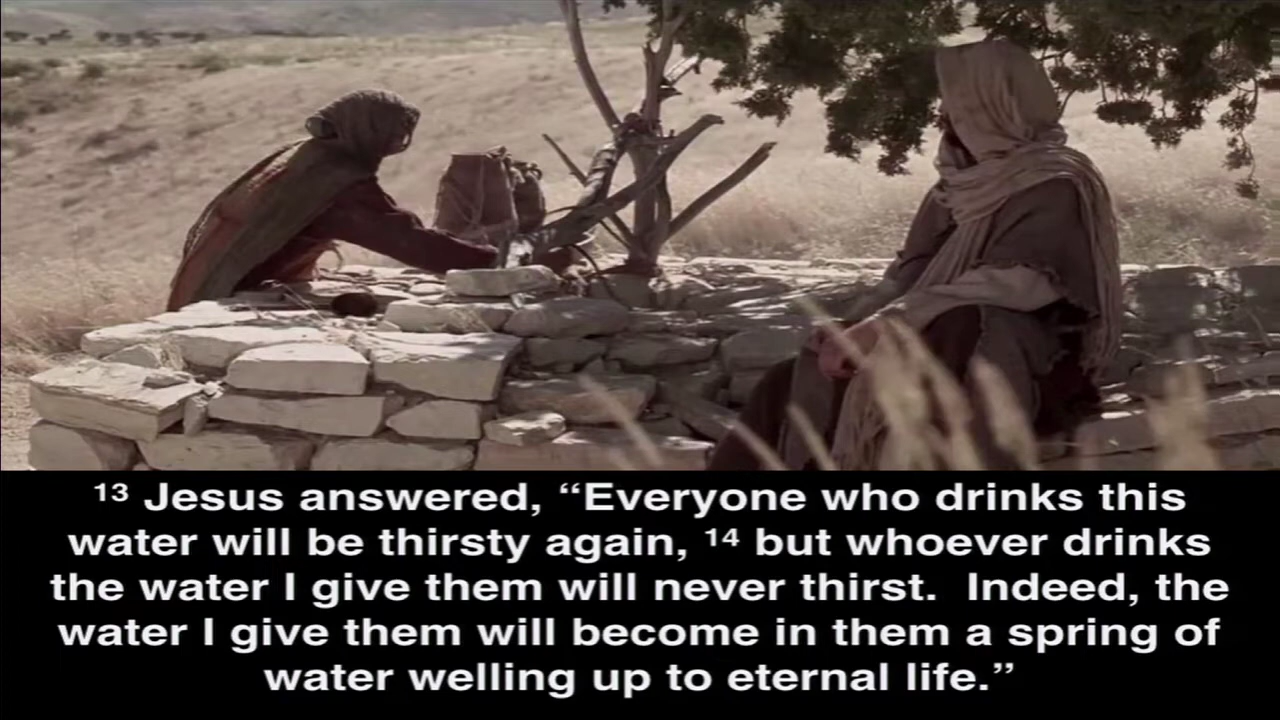 ¹³ Jesus answered, “Everyone who drinks this
water will be thirsty again, ¹⁴ but whoever drinks
the water I give them will never thirst.  Indeed, the
water I give them will become in them a spring of
water welling up to eternal life.”